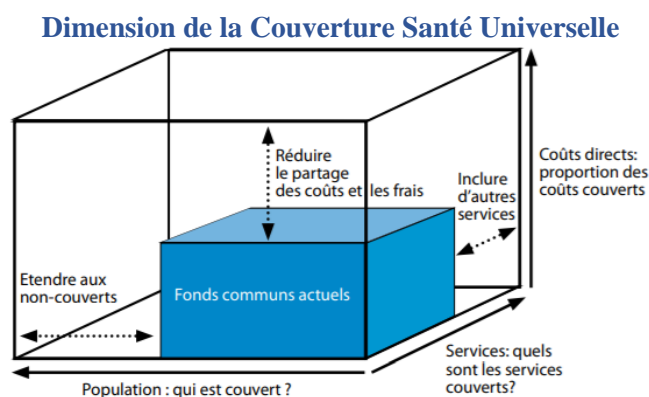 Dimension de la Couverture Santé Universelle
Réduire
le partage
des coûts et les frais
Inclure
d'autres
services
Coûts directs:
proportion des
coûts couverts
Etendre aux
non-couverts
Fonds communs actuels
Services: quels
sont les services
couverts?
Population : qui est couvert ?